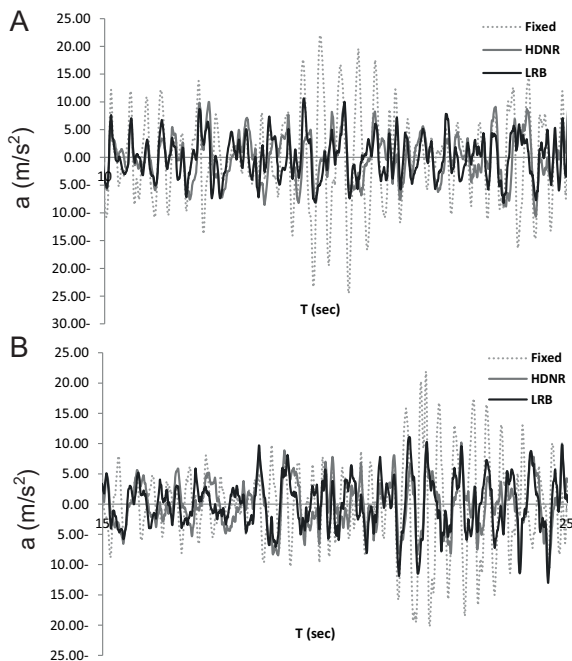 A
25.00
20.00
15.00
10.00
5.00
0.00
5.00-
10.00-
15.00-
20.00-
25.00-
30.00-
a (m/s²)
10
T (sec)
Fixed
HDNR
LRB
B
25.00
20.00
15.00
10.00
5.00
0.00
5.00-
10.00-
15.00-
20.00-
25.00-
a (m/s²)
15
25
T (sec)
Fixed
HDNR
LRB